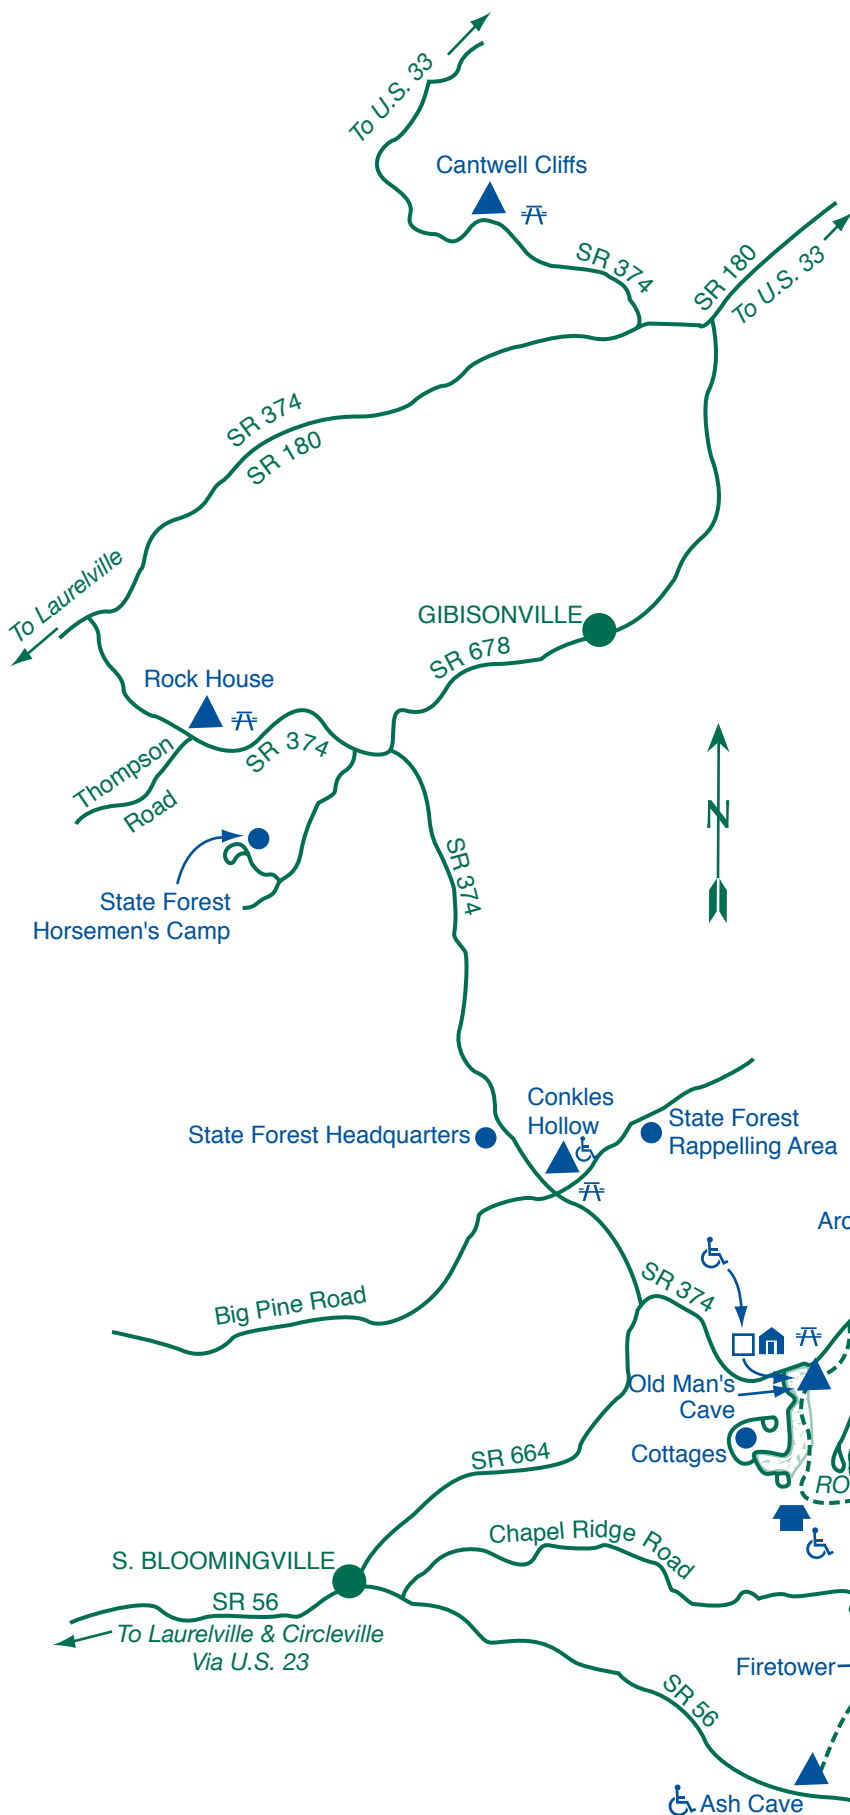 To U.S. 33
Cantwell Cliffs
SR 374
SR 180
To U.S. 33
SR 374
SR 180
To Laurelville
GIBISONVILLE
SR 678
Rock House
SR 374
Thompson
Road
N
SR 374
State Forest
Horsemen's Camp
Conkles
Hollow
State Forest
Rappelling Area
State Forest Headquarters
Arc
SR 374
Big Pine Road
Old Man's
Cave
Cottages
SR 664
RO
Chapel Ridge Road
S. BLOOMINGVILLE
SR 56
To Laurelville & Circleville
Via U.S. 23
Firetower
SR 56
Ash Cave